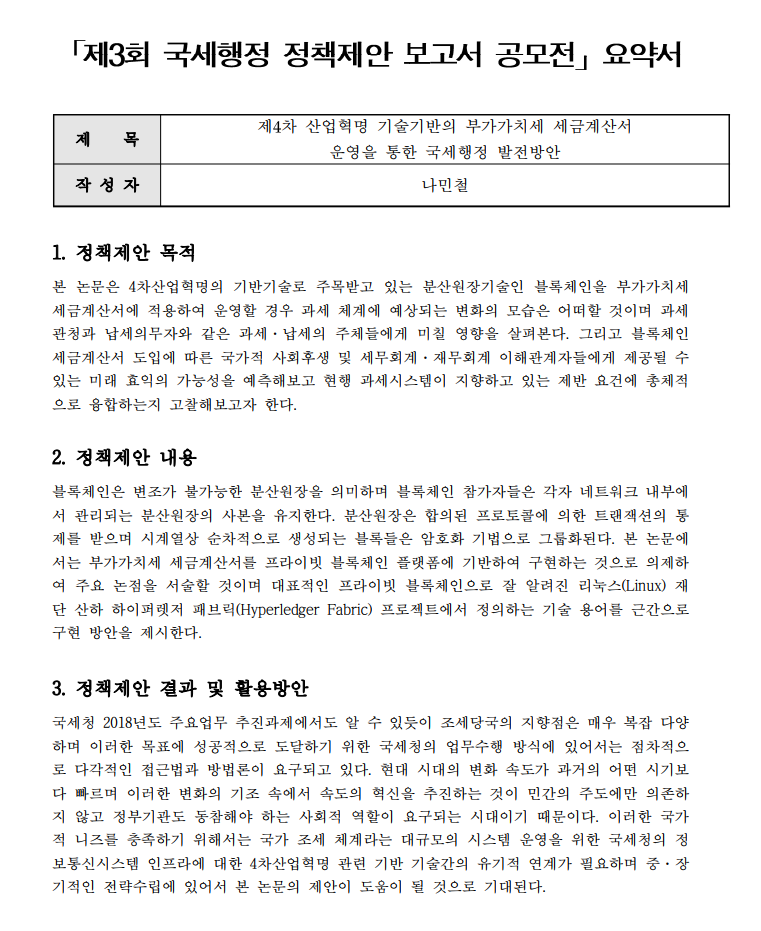 「제3회 국세행정 정책제안 보고서 공모전」 요약서
제 목
제4차 산업혁명 기술기반의 부가가치세 세금계산서
운영을 통한 국세행정 발전방안
작 성 자
나민철
1. 정책제안 목적
본 논문은 4차산업혁명의 기반기술로 주목받고 있는 분산원장기술인 블록체인을 부가가치세
세금계산서에 적용하여 운영할 경우 과세 체계에 예상되는 변화의 모습은 어떠할 것이며 과세
관청과 납세의무자와 같은 과세·납세의 주체들에게 미칠 영향을 살펴본다. 그리고 블록체인
세금계산서 도입에 따른 국가적 사회후생 및 세무회계·재무회계 이해관계자들에게 제공될 수
있는 미래 효익의 가능성을 예측해보고 현행 과세시스템이 지향하고 있는 제반 요건에 총체적
으로 융합하는지 고찰해보고자 한다.
2. 정책제안 내용
블록체인은 변조가 불가능한 분산원장을 의미하며 블록체인 참가자들은 각자 네트워크 내부에
서 관리되는 분산원장의 사본을 유지한다. 분산원장은 합의된 프로토콜에 의한 트랜잭션의 통
제를 받으며 시계열상 순차적으로 생성되는 블록들은 암호화 기법으로 그룹화된다. 본 논문에
서는 부가가치세 세금계산서를 프라이빗 블록체인 플랫폼에 기반하여 구현하는 것으로 의제하
여 주요 논점을 서술할 것이며 대표적인 프라이빗 블록체인으로 잘 알려진 리눅스(Linux) 재
단 산하 하이퍼렛저 패브릭(Hyperledger Fabric) 프로젝트에서 정의하는 기술 용어를 근간으로
구현 방안을 제시한다.
3. 정책제안 결과 및 활용방안
국세청 2018년도 주요업무 추진과제에서도 알 수 있듯이 조세당국의 지향점은 매우 복잡 다양
하며 이러한 목표에 성공적으로 도달하기 위한 국세청의 업무수행 방식에 있어서는 점차적으
로 다각적인 접근법과 방법론이 요구되고 있다. 현대 시대의 변화 속도가 과거의 어떤 시기보
다 빠르며 이러한 변화의 기조 속에서 속도의 혁신을 추진하는 것이 민간의 주도에만 의존하
지 않고 정부기관도 동참해야 하는 사회적 역할이 요구되는 시대이기 때문이다. 이러한 국가
적 니즈를 충족하기 위해서는 국가 조세 체계라는 대규모의 시스템 운영을 위한 국세청의 정
보통신시스템 인프라에 대한 4차산업혁명 관련 기반 기술간의 유기적 연계가 필요하며 중·장
기적인 전략수립에 있어서 본 논문의 제안이 도움이 될 것으로 기대된다.